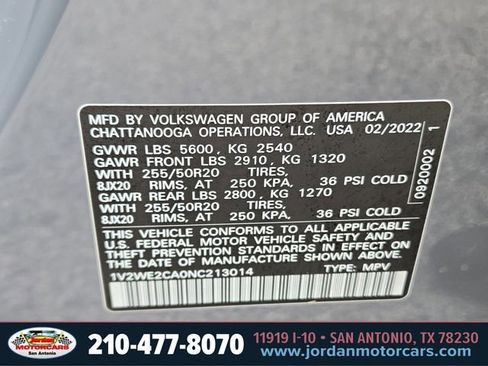 MFD BY VOLKSWAGEN GROUP OF AMERICA
CHATTANOOGA OPERATIONS, LLC. USA 02/2022
GVWR LBS 5600, KG 2540
GAWR FRONT LBS 2910, KG 1320
WITH 255/50R20 TIRES,
8JX20 RIMS, AT 250 KPA, 36 PSI COLD
GAWR REAR LBS 2800, KG 1270
WITH 255/50R20 TIRES,
8JX20 RIMS, AT 250 KPA, 36 PSI COLD
THIS VEHICLE CONFORMS TO ALL APPLICABLE
U.S. FEDERAL MOTOR VEHICLE SAFETY AND
THEFT PREVENTION STANDARDS IN EFFECT ON
THE DATE OF MANUFACTURE SHOWN ABOVE.
1V2WE2CA0NC213014 TYPE: MPV
0920002 1
Jordan
MOTORCARS
San Antonio
210-477-8070
11919 I-10 • SAN ANTONIO, TX 78230
www.jordanmotorcars.com